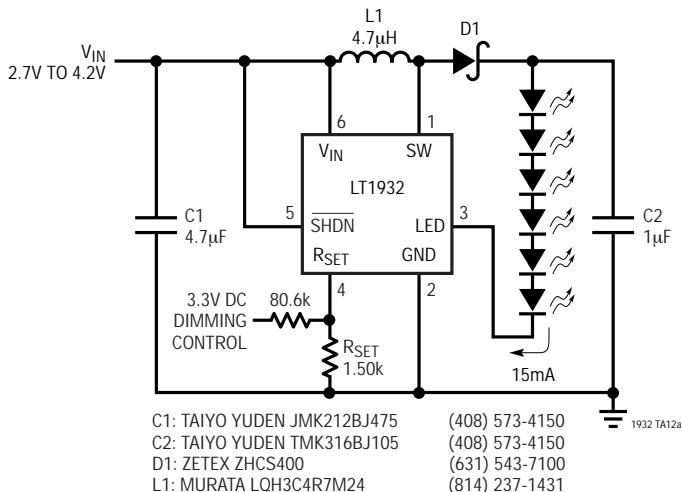 L1
4.7µH
D1
VIN
2.7V TO 4.2V
6
1
VIN
SW
LT1932
C1
4.7µF
5
SHDN
LED
3
C2
1µF
RSET
GND
4
2
3.3V DC
DIMMING
CONTROL
80.6k
RSET
1.50k
15mA
C1: TAIYO YUDEN JMK212BJ475 (408) 573-4150
C2: TAIYO YUDEN TMK316BJ105 (408) 573-4150
D1: ZETEX ZHCS400 (631) 543-7100
L1: MURATA LQH3C4R7M24 (814) 237-1431
1932 TA12a